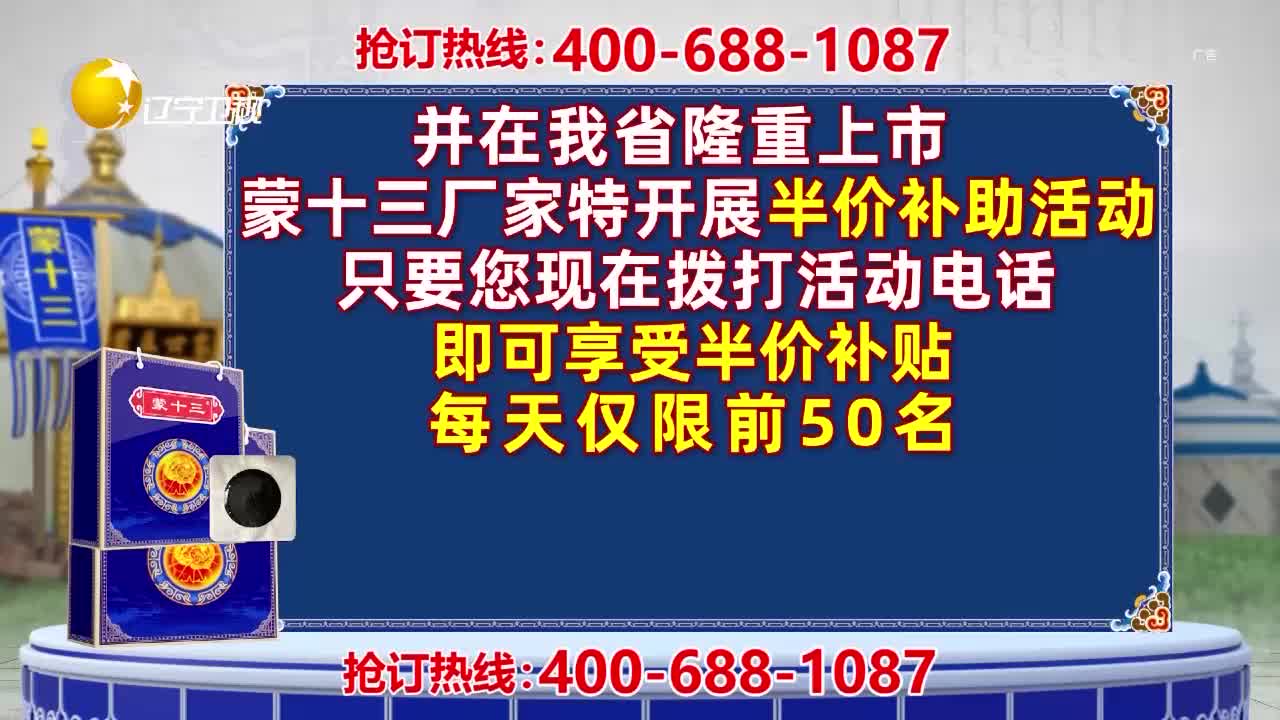 抢订热线：400-688-1087
广告
辽宁卫视
并在我省隆重上市
蒙十三厂家特开展半价补助活动
只要您现在拨打活动电话
即可享受半价补贴
每天仅限前50名
蒙十三
蒙十三
抢订热线：400-688-1087